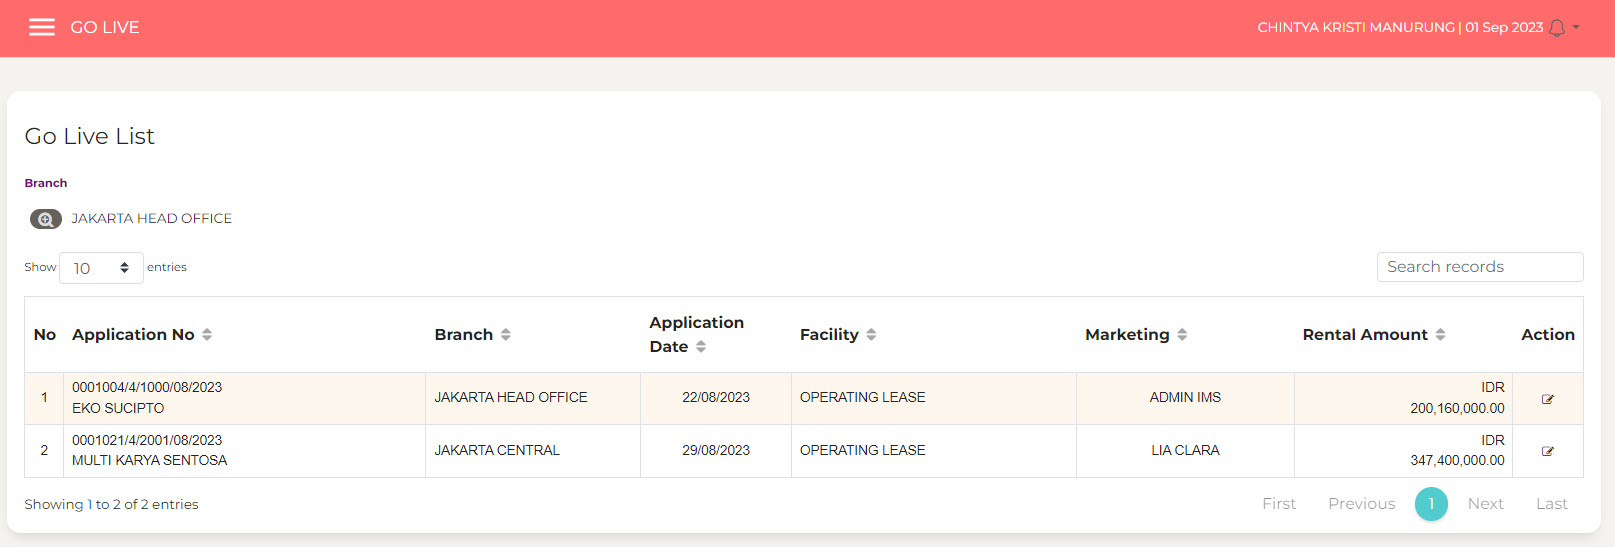 GO LIVE
CHINTYA KRISTI MANURUNG | 01 Sep 2023
Go Live List
Branch
JAKARTA HEAD OFFICE
Show 10 entries
Search records
No Application No Branch Application Date Facility Marketing Rental Amount Action
1 0001004/4/1000/08/2023 EKO SUCIPTO JAKARTA HEAD OFFICE 22/08/2023 OPERATING LEASE ADMIN IMS IDR 200,160,000.00
2 0001021/4/2001/08/2023 MULTI KARYA SENTOSA JAKARTA CENTRAL 29/08/2023 OPERATING LEASE LIA CLARA IDR 347,400,000.00
Showing 1 to 2 of 2 entries
First Previous 1 Next Last